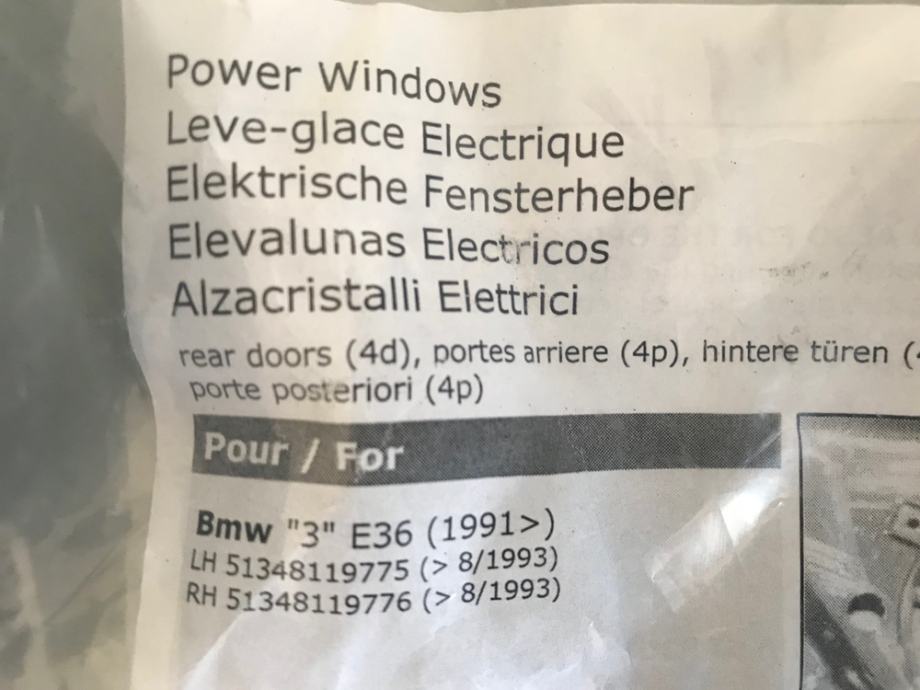 Power Windows
Leve-glace Electrique
Elektrische Fensterheber
Elevalunas Electricos
Alzacristalli Elettrici
rear doors (4d), portes arriere (4p), hintere türen (
porte posteriori (4p)
Pour / For
Bmw "3" E36 (1991>)
LH 51348119775 (> 8/1993)
RH 51348119776 (> 8/1993)